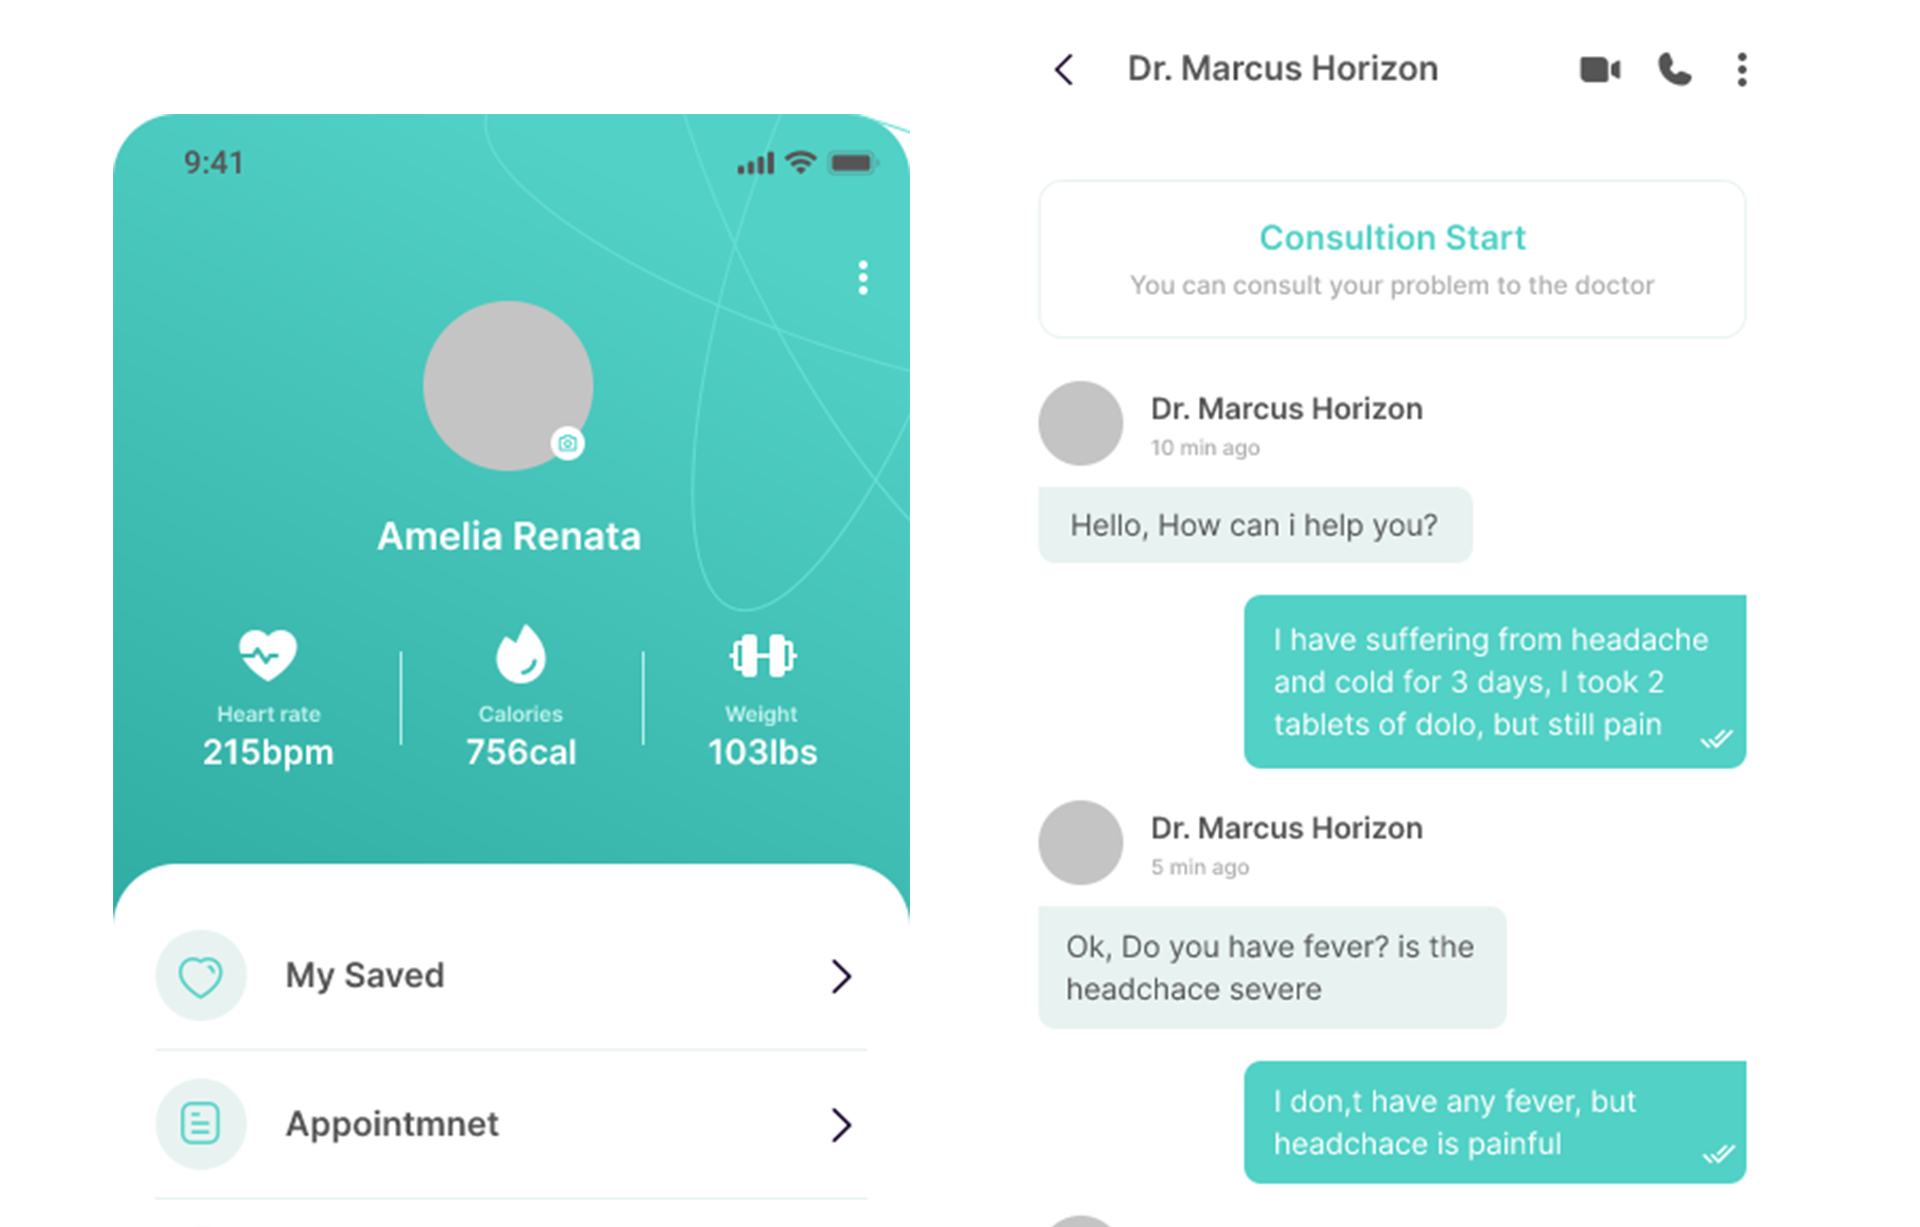 9:41
Amelia Renata
Heart rate
215bpm
Calories
756cal
Weight
103lbs
My Saved
Appointmnet
Dr. Marcus Horizon
Consultion Start
You can consult your problem to the doctor
Dr. Marcus Horizon
10 min ago
Hello, How can i help you?
I have suffering from headache
and cold for 3 days, I took 2
tablets of dolo, but still pain
Dr. Marcus Horizon
5 min ago
Ok, Do you have fever? is the
headchace severe
I don,t have any fever, but
headchace is painful